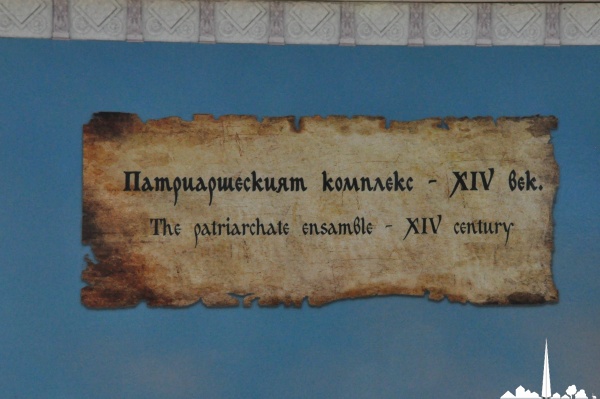 Патриаршеският комплекс - XIV век.
The patriarchate ensamble - XIV century